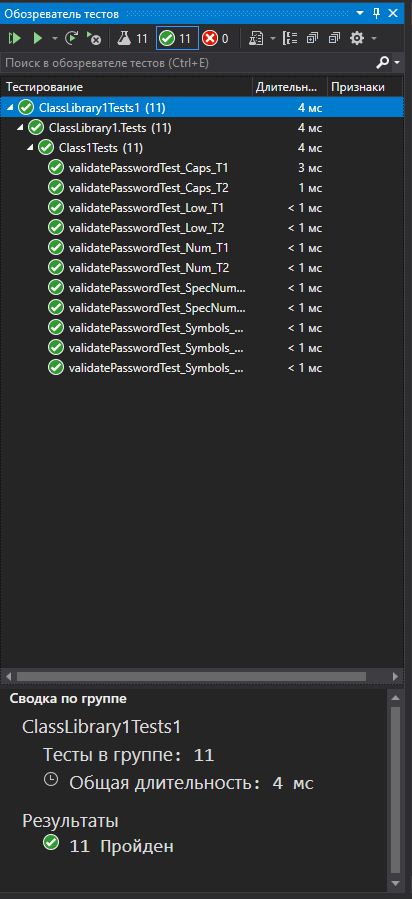 Обозреватель тестов
11 11 0
Поиск в обозревателе тестов (Ctrl+E)
Тестирование Длительн... Признаки
ClassLibrary1Tests1 (11) 4 мс
ClassLibrary1.Tests (11) 4 мс
Class1Tests (11) 4 мс
validatePasswordTest_Caps_T1 3 мс
validatePasswordTest_Caps_T2 1 мс
validatePasswordTest_Low_T1 < 1 мс
validatePasswordTest_Low_T2 < 1 мс
validatePasswordTest_Num_T1 < 1 мс
validatePasswordTest_Num_T2 < 1 мс
validatePasswordTest_SpecNum... < 1 мс
validatePasswordTest_SpecNum... < 1 мс
validatePasswordTest_Symbols_... < 1 мс
validatePasswordTest_Symbols_... < 1 мс
validatePasswordTest_Symbols_... < 1 мс
Сводка по группе
ClassLibrary1Tests1
Тесты в группе: 11
Общая длительность: 4 мс
Результаты
11 Пройден